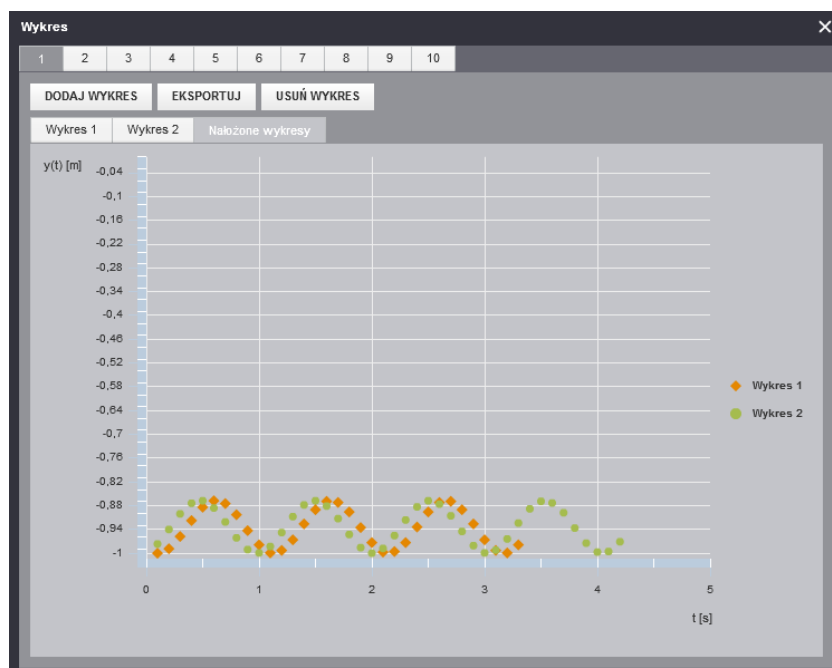 Wykres
1 2 3 4 5 6 7 8 9 10
DODAJ WYKRES EKSPORTUJ USUŃ WYKRES
Wykres 1 Wykres 2 Nałożone wykresy
y(t) [m]
-0,04
-0,1
-0,16
-0,22
-0,28
-0,34
-0,4
-0,46
-0,52
-0,58
-0,64
-0,7
-0,76
-0,82
-0,88
-0,94
-1
Wykres 1
Wykres 2
0 1 2 3 4 5
t [s]